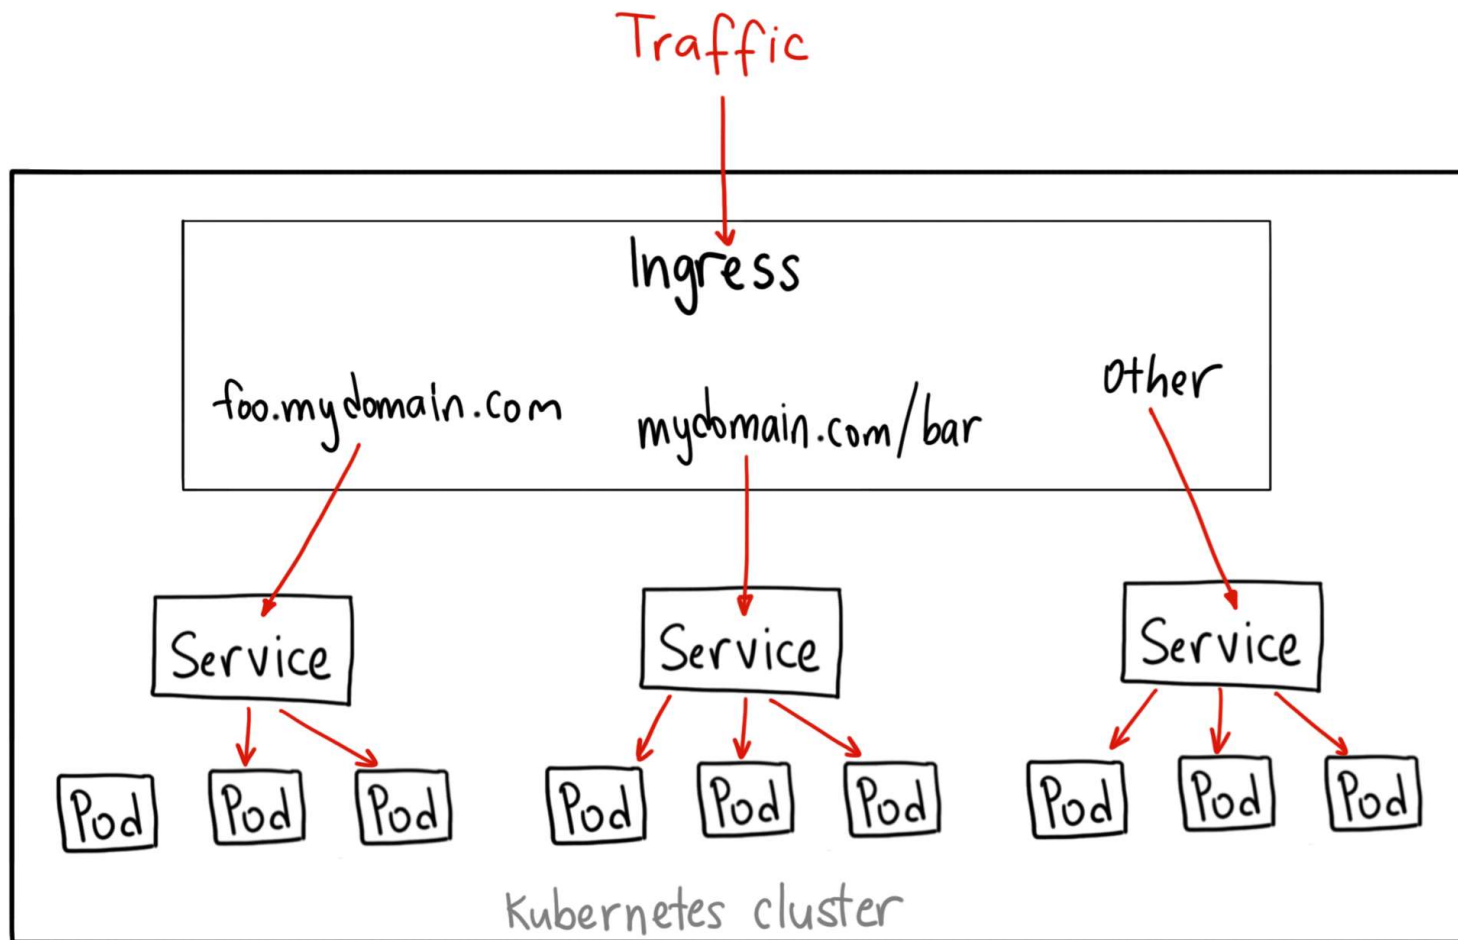 Traffic
Ingress
foo.mydomain.com
mydomain.com/bar
other
Service
Service
Service
Pod
Pod
Pod
Pod
Pod
Pod
Pod
Pod
Pod
Kubernetes cluster